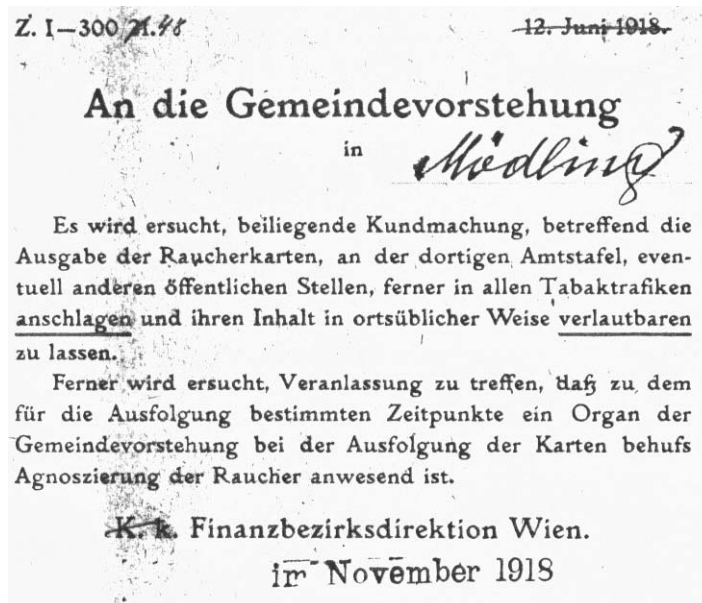 Z. I—300 21.48
12. Juni 1918.
An die Gemeindevorstehung
in Mödling
Es wird ersucht, beiliegende Kundmachung, betreffend die
Ausgabe der Raucherkarten, an der dortigen Amtstafel, even-
tuell anderen öffentlichen Stellen, ferner in allen Tabaktrafiken
anschlagen und ihren Inhalt in ortsüblicher Weise verlautbaren
zu lassen.
Ferner wird ersucht, Veranlassung zu treffen, daß zu dem
für die Ausfolgung bestimmten Zeitpunkte ein Organ der
Gemeindevorstehung bei der Ausfolgung der Karten behufs
Agnoszierung der Raucher anwesend ist.
K. k. Finanzbezirksdirektion Wien.
im November 1918